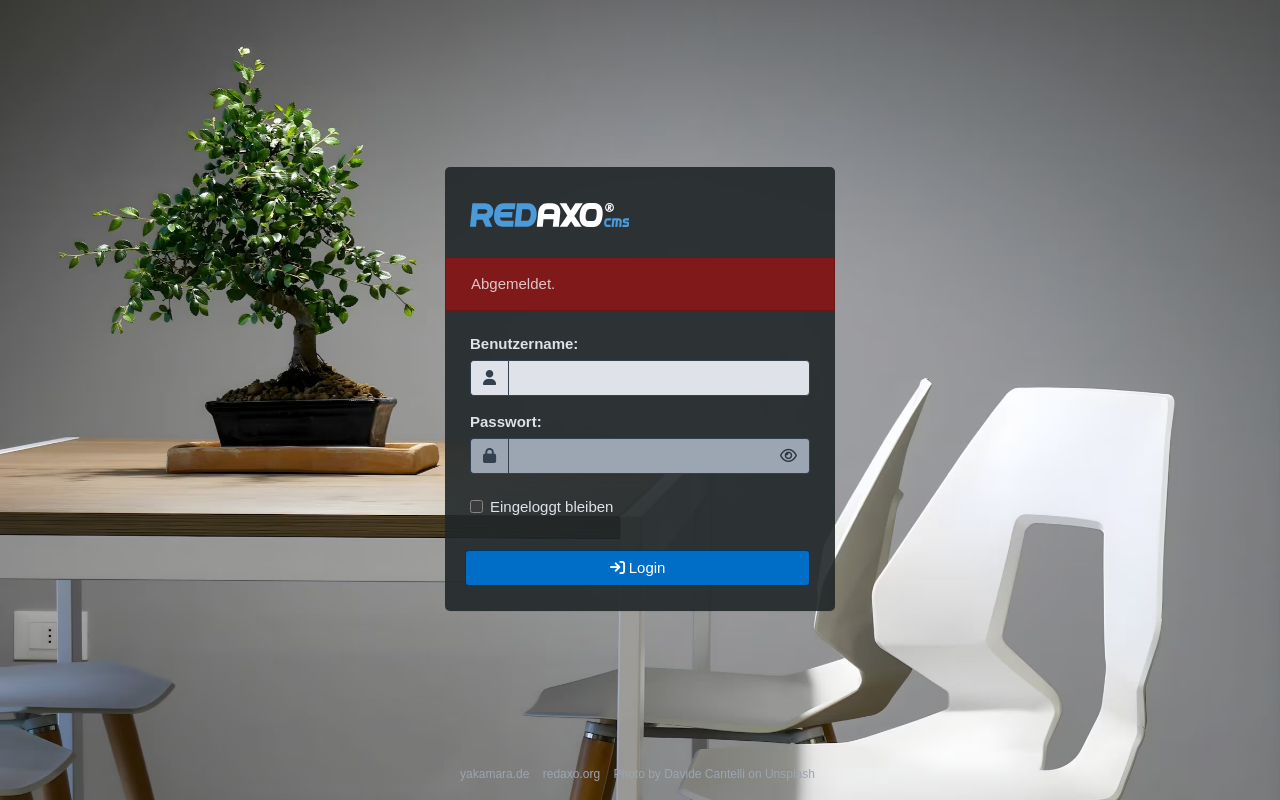 REDAXO® cms
Abgemeldet.
Benutzername:
Passwort:
Eingeloggt bleiben
Login
yakamara.de redaxo.org Photo by Davide Cantelli on Unsplash